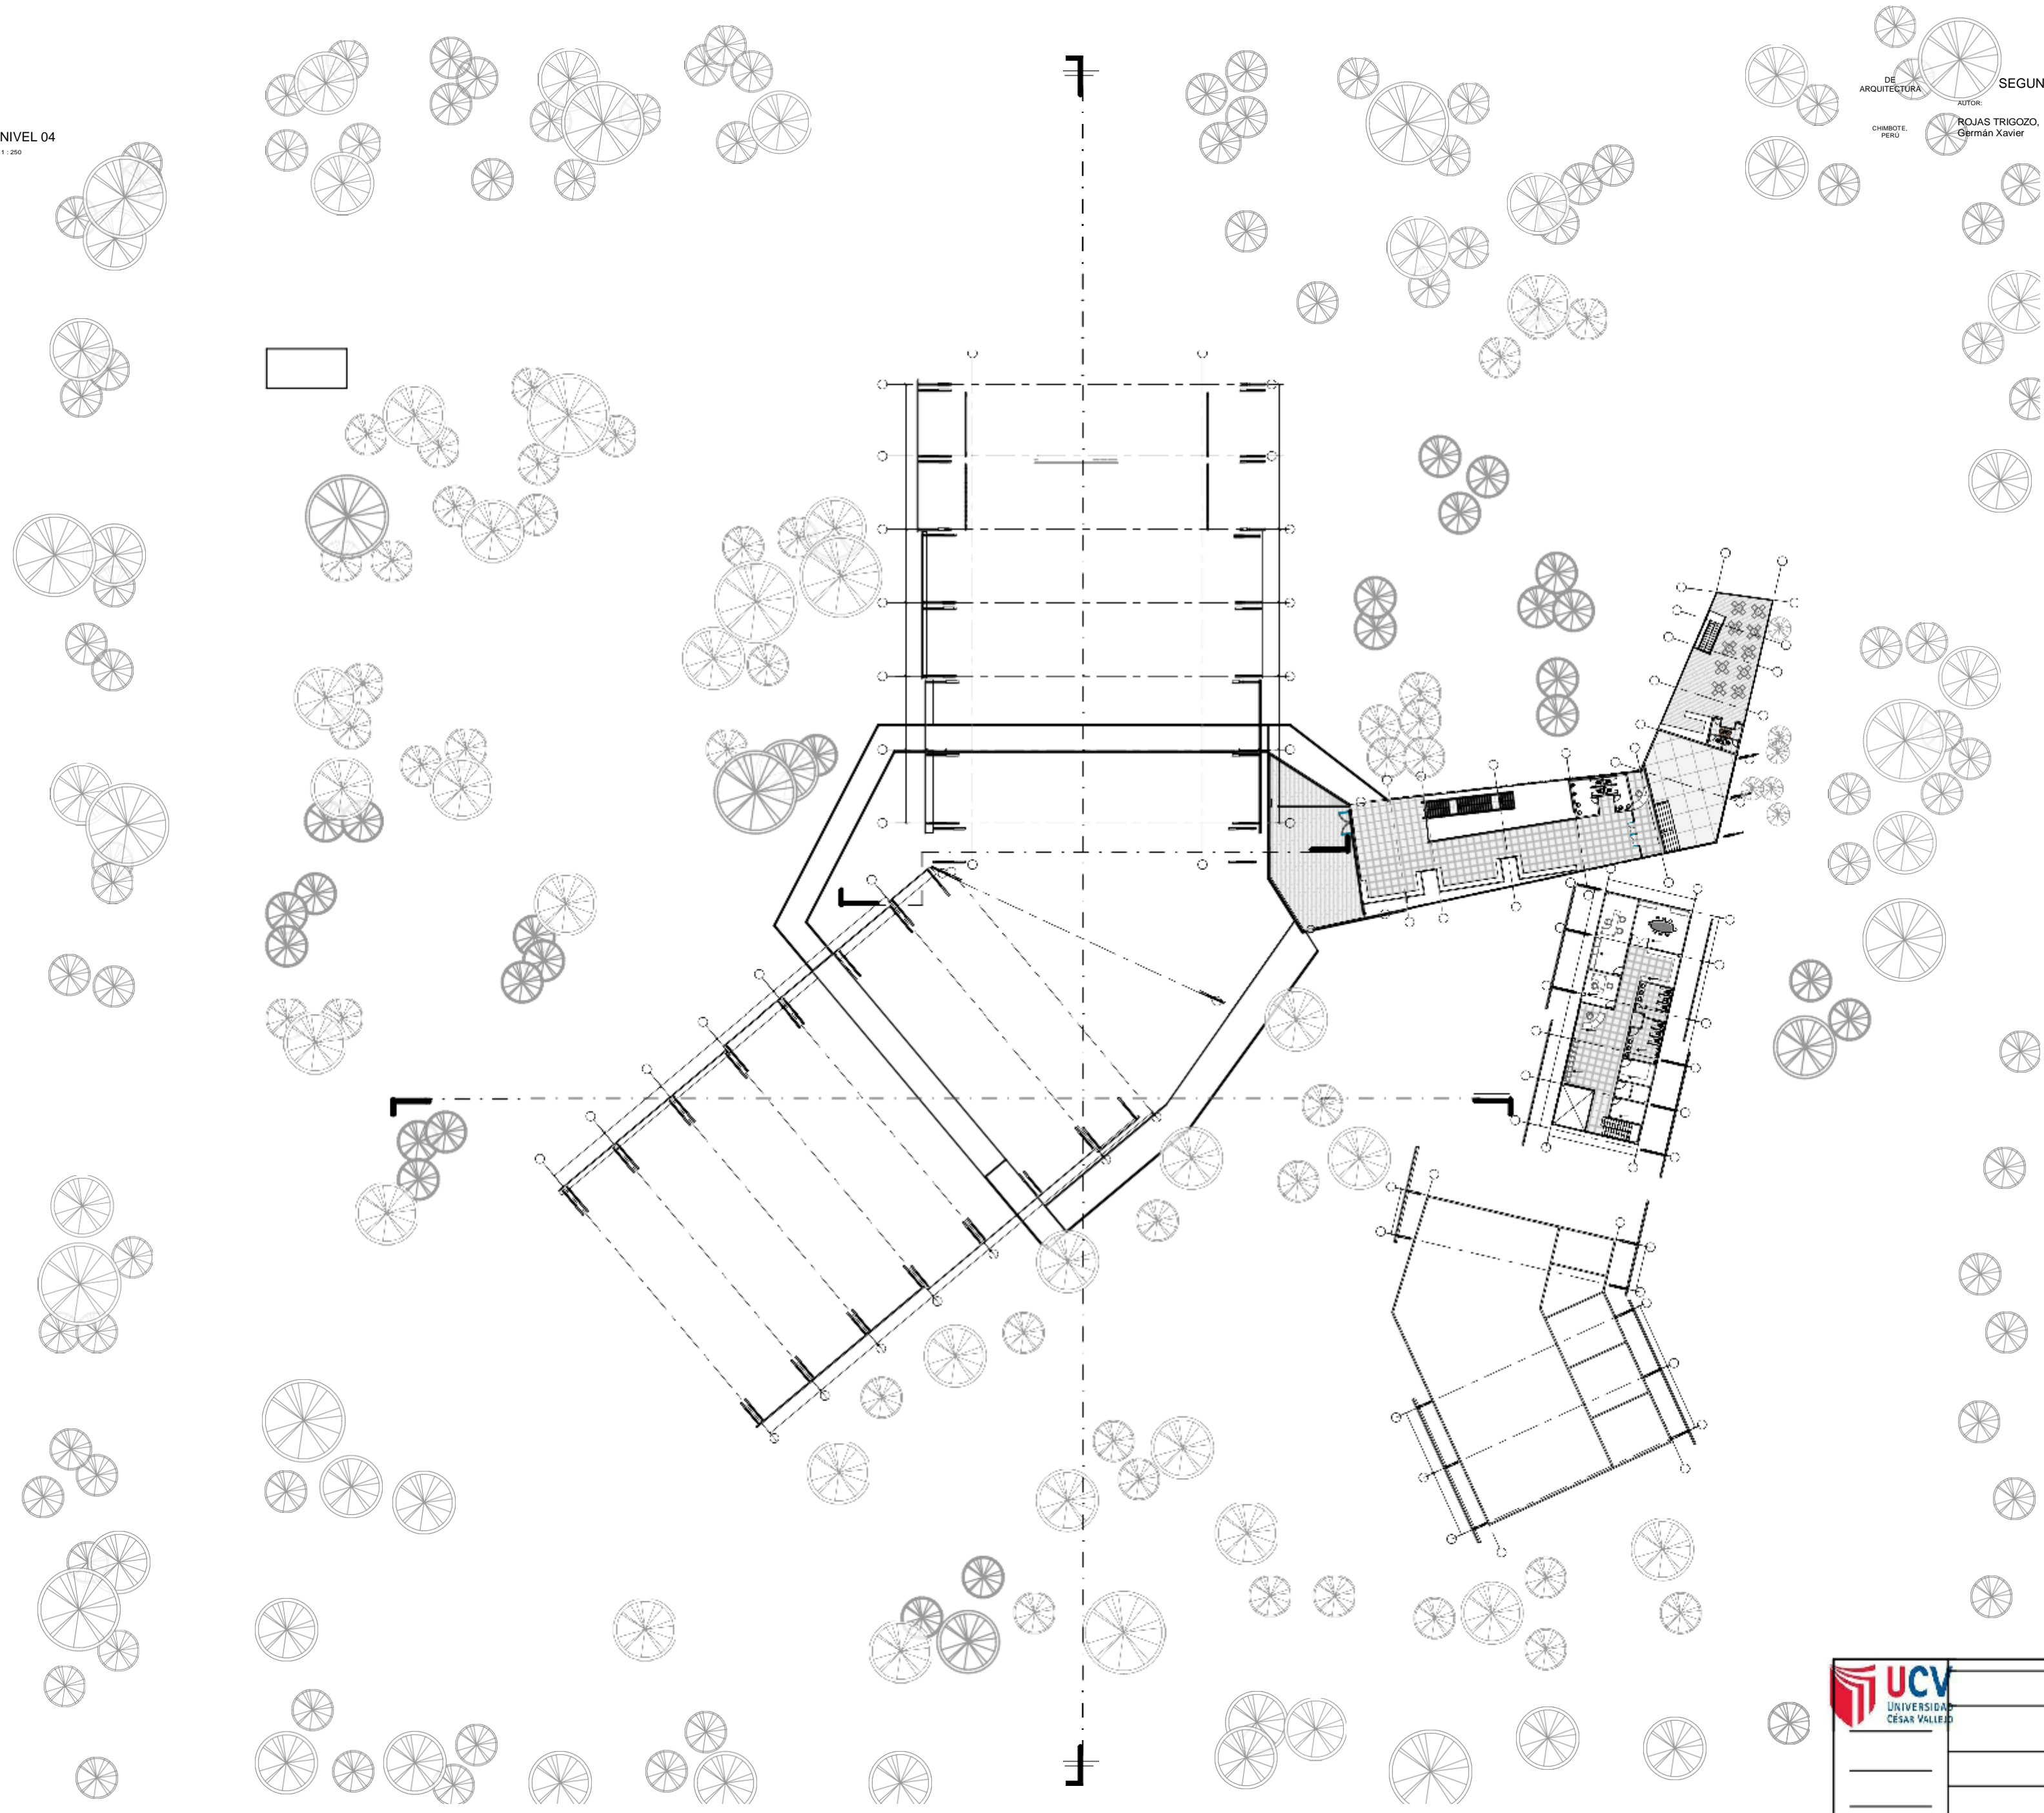 NIVEL 04
1 : 250
DE
ARQUITECTURA
SEGUN
AUTOR:
CHIMBOTE,
PERÚ
ROJAS TRIGOZO,
Germán Xavier
UCV
UNIVERSIDAD
CÉSAR VALLEJO